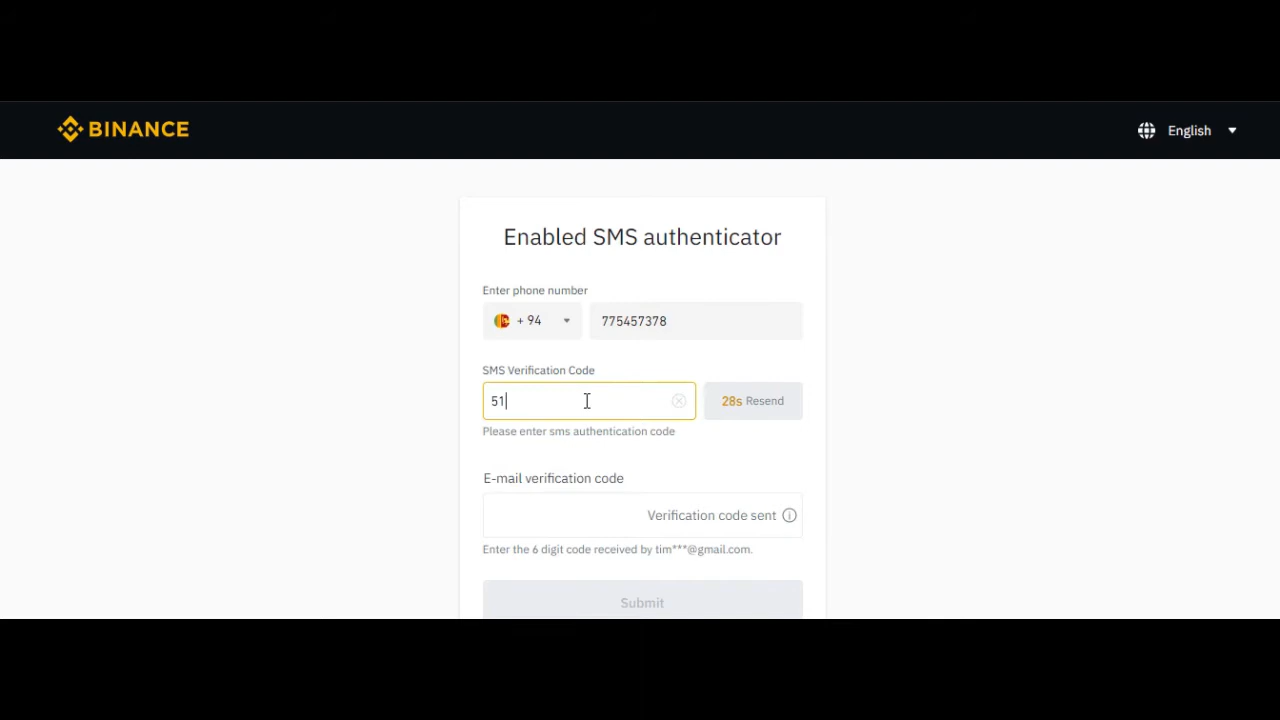 BINANCE
English
Enabled SMS authenticator
Enter phone number
+ 94
775457378
SMS Verification Code
51
28s Resend
Please enter sms authentication code
E-mail verification code
Verification code sent
Enter the 6 digit code received by tim***@gmail.com.
Submit